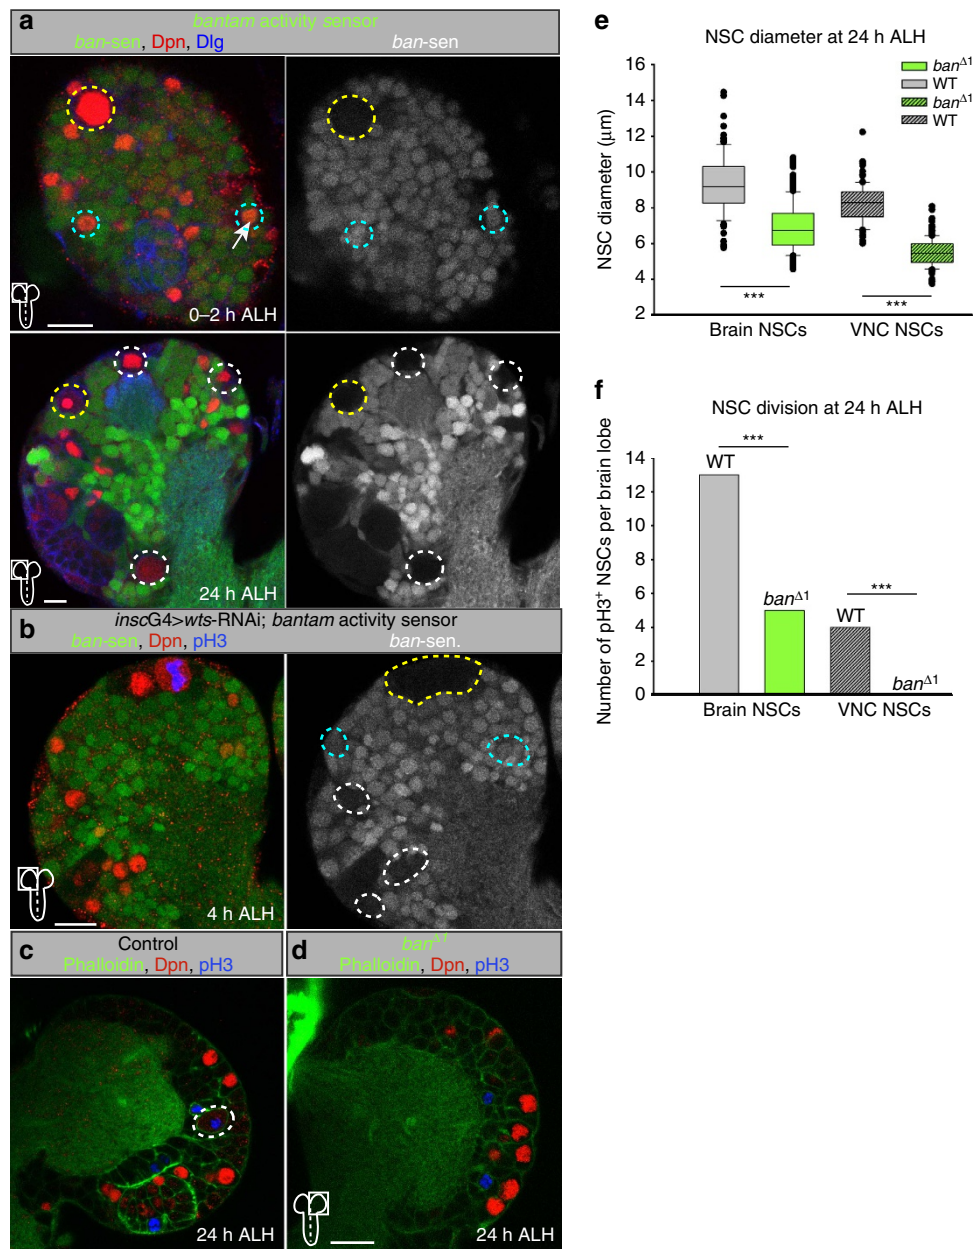 a
bantam activity sensor
ban-sen, Dpn, Dlg
ban-sen
0–2 h ALH
24 h ALH
b
inscG4>wts-RNAi; bantam activity sensor
ban-sen, Dpn, pH3
ban-sen.
4 h ALH
c
Control
Phalloidin, Dpn, pH3
24 h ALH
d
banΔ1
Phalloidin, Dpn, pH3
24 h ALH
e
NSC diameter at 24 h ALH
NSC diameter (μm)
16
14
12
10
8
6
4
2
banΔ1
WT
banΔ1
WT
***
***
Brain NSCs
VNC NSCs
f
NSC division at 24 h ALH
Number of pH3+ NSCs per brain lobe
14
12
10
8
6
4
2
0
***
WT
banΔ1
***
WT
banΔ1
Brain NSCs
VNC NSCs